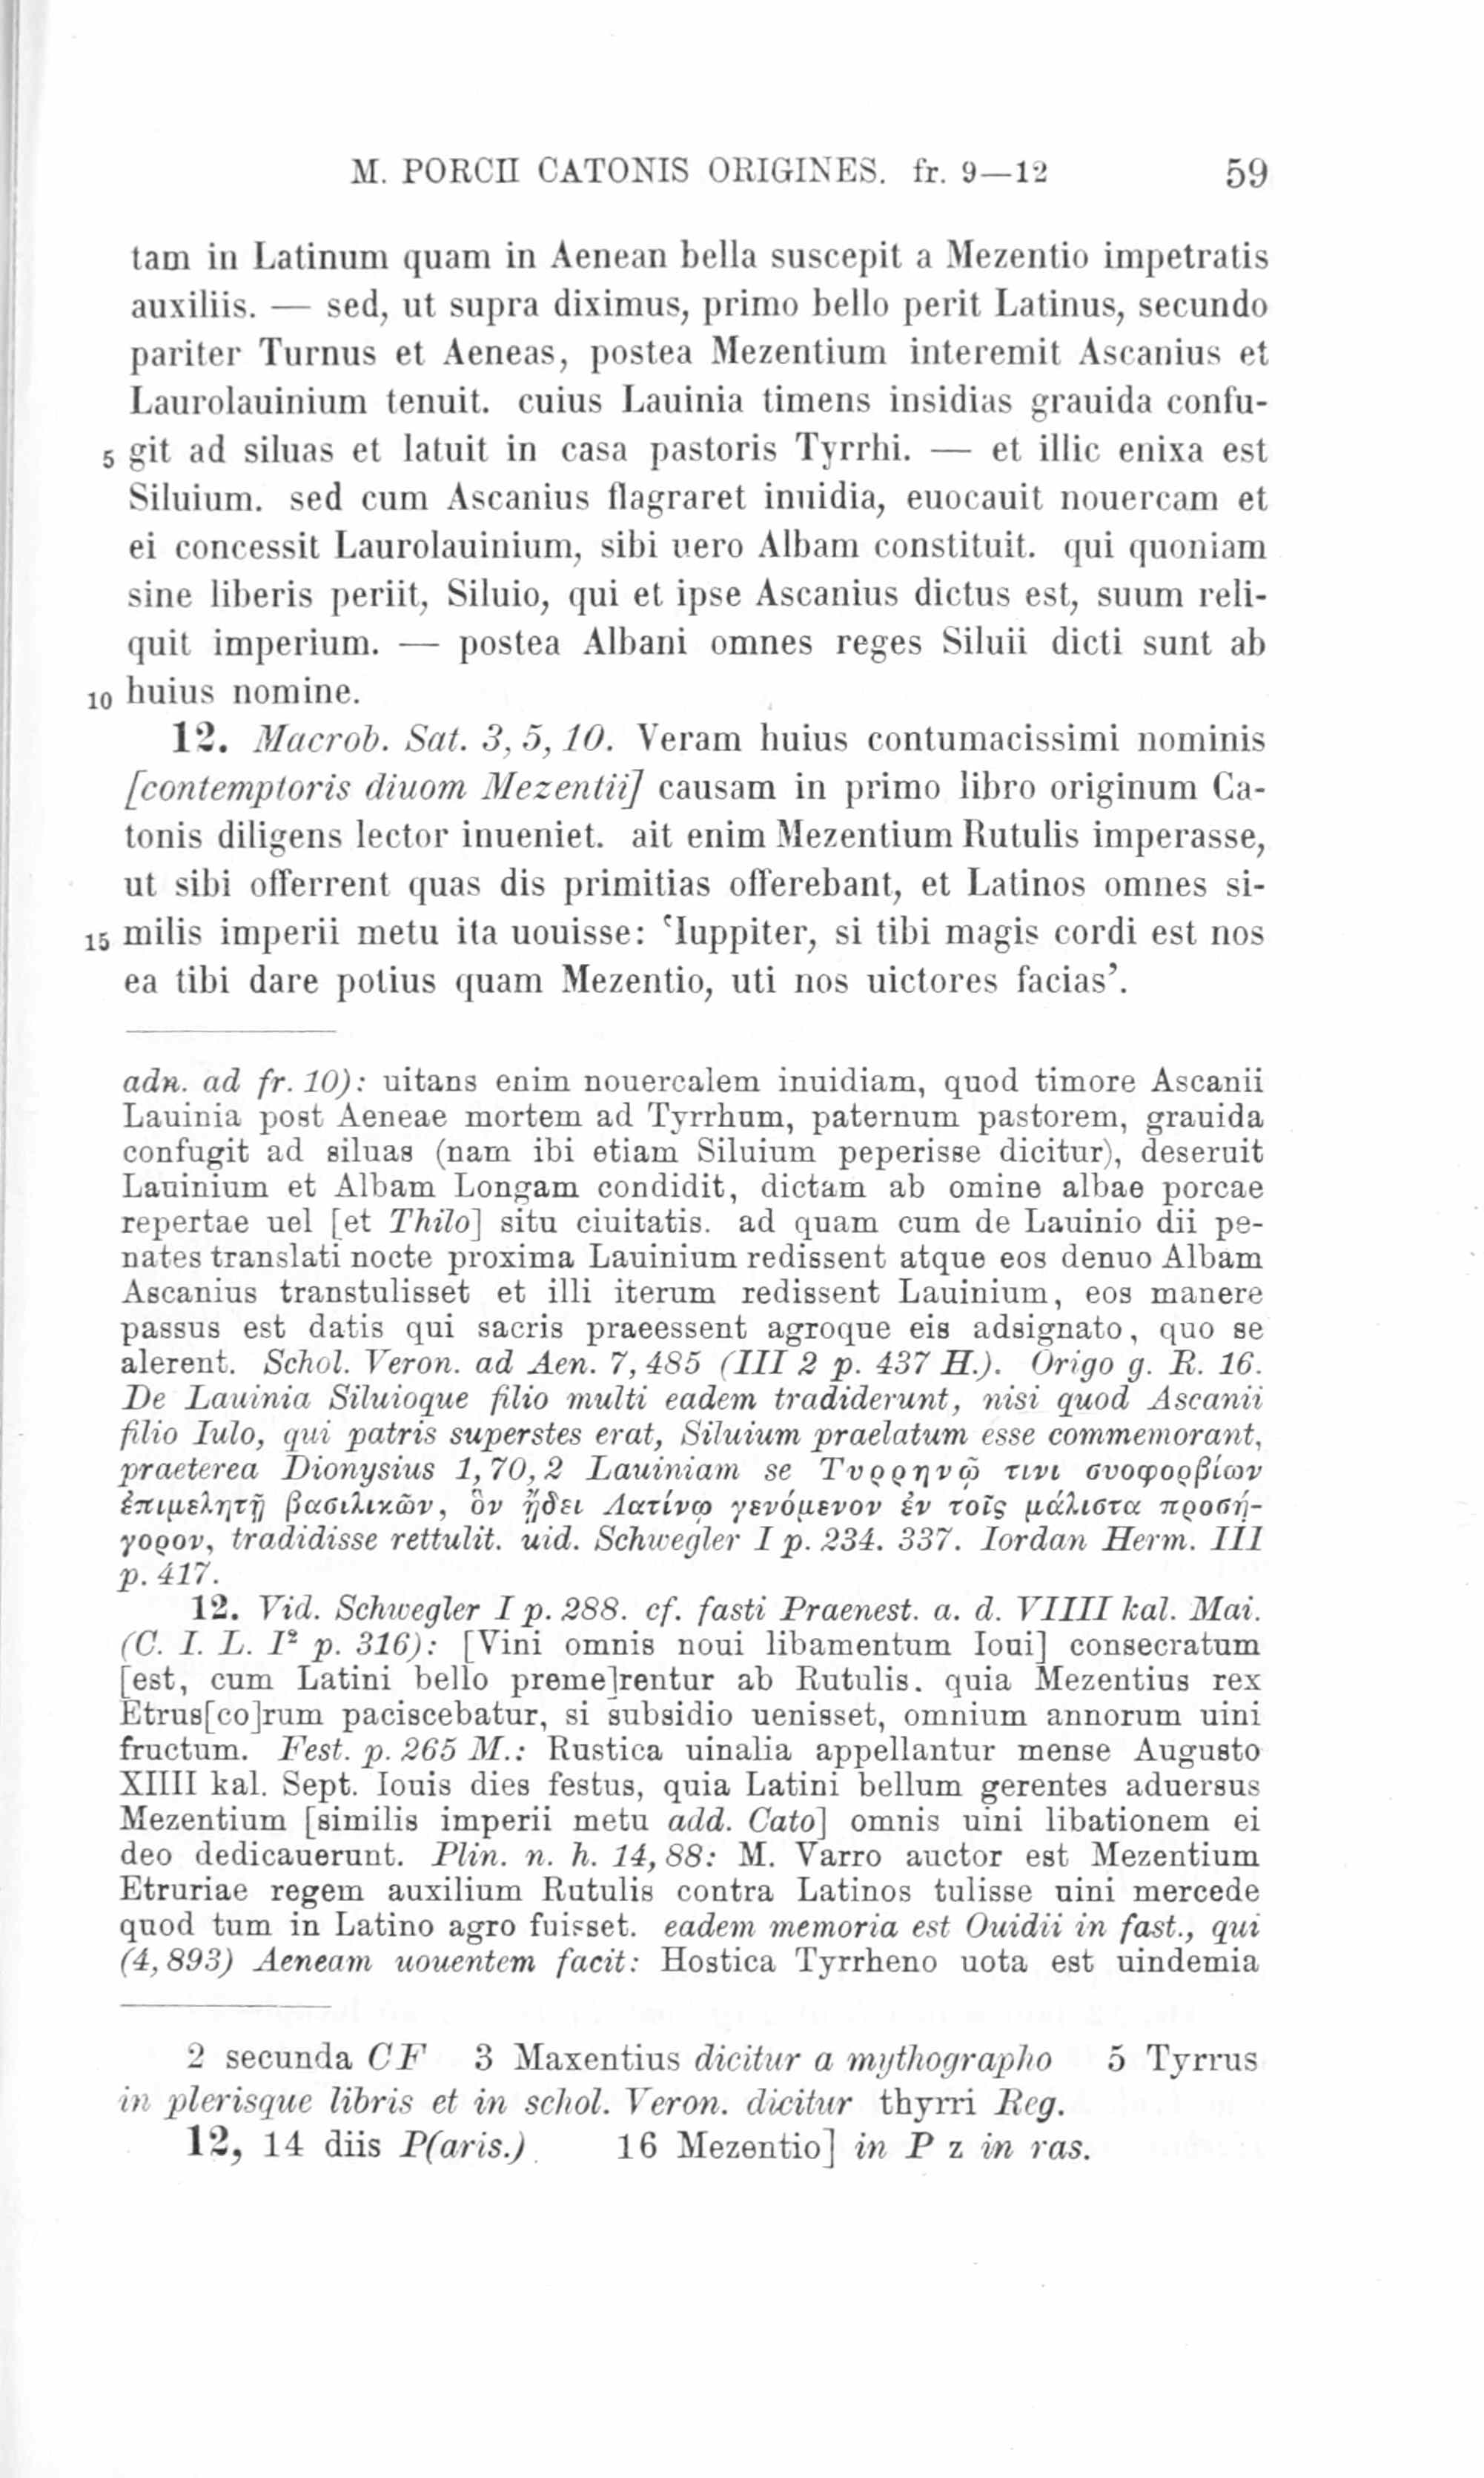 M. PORCII CATONIS ORIGINES. fr. 9—12 59
tam in Latinum quam in Aenean bella suscepit a Mezentio impetratis
auxiliis. — sed, ut supra diximus, primo bello perit Latinus, secundo
pariter Turnus et Aeneas, postea Mezentium interemit Ascanius et
Laurolauinium tenuit. cuius Lauinia timens insidias grauida confu-
5 git ad siluas et latuit in casa pastoris Tyrrhi. — et illic enixa est
Siluium. sed cum Ascanius flagraret inuidia, euocauit nouercam et
ei concessit Laurolauinium, sibi uero Albam constituit. qui quoniam
sine liberis periit, Siluio, qui et ipse Ascanius dictus est, suum reli-
quit imperium. — postea Albani omnes reges Siluii dicti sunt ab
10 huius nomine.
12. Macrob. Sat. 3, 5, 10. Veram huius contumacissimi nominis
[contemptoris diuom Mezentii] causam in primo libro originum Ca-
tonis diligens lector inueniet. ait enim Mezentium Rutulis imperasse,
ut sibi offerrent quas dis primitias offerebant, et Latinos omnes si-
15 milis imperii metu ita uouisse: ‘Iuppiter, si tibi magis cordi est nos
ea tibi dare potius quam Mezentio, uti nos uictores facias’.
adn. ad fr. 10): uitans enim nouercalem inuidiam, quod timore Ascanii
Lauinia post Aeneae mortem ad Tyrrhum, paternum pastorem, grauida
confugit ad siluas (nam ibi etiam Siluium peperisse dicitur), deseruit
Lauinium et Albam Longam condidit, dictam ab omine albae porcae
repertae uel [et Thilo] situ ciuitatis. ad quam cum de Lauinio dii pe-
nates translati nocte proxima Lauinium redissent atque eos denuo Albam
Ascanius transtulisset et illi iterum redissent Lauinium, eos manere
passus est datis qui sacris praeessent agroque eis adsignato, quo se
alerent. Schol. Veron. ad Aen. 7, 485 (III 2 p. 437 H.). Origo g. R. 16.
De Lauinia Siluioque filio multi eadem tradiderunt, nisi quod Ascanii
filio Iulo, qui patris superstes erat, Siluium praelatum esse commemorant,
praeterea Dionysius 1, 70, 2 Lauiniam se Τυρρηνῷ τινι συοφορβίων
ἐπιμελητῇ βασιλικῶν, ὃν ᾔδει Λατίνῳ γενόμενον ἐν τοῖς μάλιστα προσή-
γορον, tradidisse rettulit. uid. Schwegler I p. 234. 337. Iordan Herm. III
p. 417.
12. Vid. Schwegler I p. 288. cf. fasti Praenest. a. d. VIIII kal. Mai.
(C. I. L. I² p. 316): [Vini omnis noui libamentum Ioui] consecratum
[est, cum Latini bello preme]rentur ab Rutulis. quia Mezentius rex
Etrus[co]rum paciscebatur, si subsidio uenisset, omnium annorum uini
fructum. Fest. p. 265 M.: Rustica uinalia appellantur mense Augusto
XIIII kal. Sept. Iouis dies festus, quia Latini bellum gerentes aduersus
Mezentium [similis imperii metu add. Cato] omnis uini libationem ei
deo dedicauerunt. Plin. n. h. 14, 88: M. Varro auctor est Mezentium
Etruriae regem auxilium Rutulis contra Latinos tulisse uini mercede
quod tum in Latino agro fuisset. eadem memoria est Ouidii in fast., qui
(4, 893) Aeneam uouentem facit: Hostica Tyrrheno uota est uindemia
2 secunda CF 3 Maxentius dicitur a mythographo 5 Tyrrus
in plerisque libris et in schol. Veron. dicitur thyrri Reg.
12, 14 diis P(aris.) 16 Mezentio] in P z in ras.